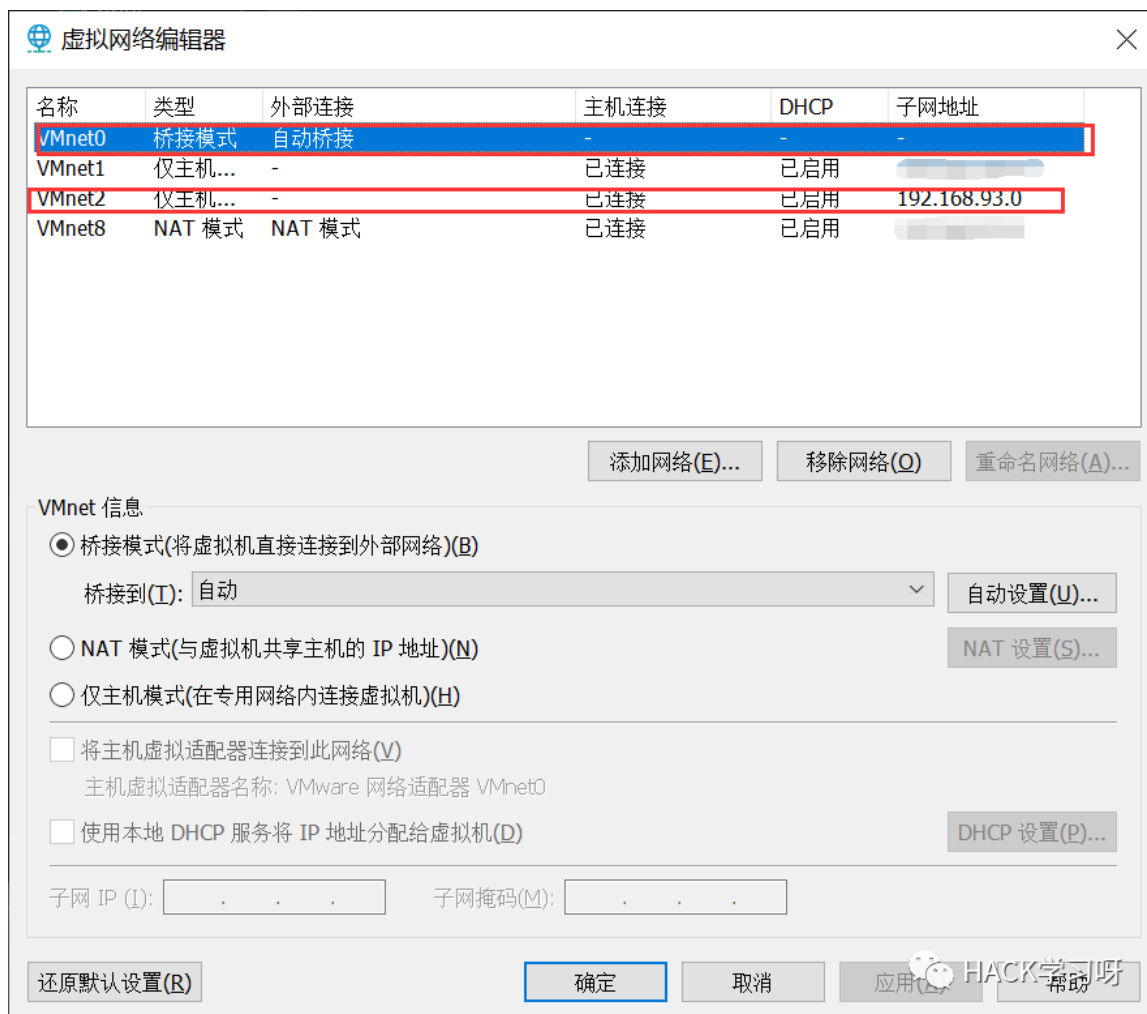 虚拟网络编辑器
名称 类型 外部连接 主机连接 DHCP 子网地址
VMnet0 桥接模式 自动桥接 - - -
VMnet1 仅主机... - 已连接 已启用
VMnet2 仅主机... - 已连接 已启用 192.168.93.0
VMnet8 NAT 模式 NAT 模式 已连接 已启用
添加网络(E)... 移除网络(O) 重命名网络(A)...
VMnet 信息
桥接模式(将虚拟机直接连接到外部网络)(B)
桥接到(T): 自动 自动设置(U)...
NAT 模式(与虚拟机共享主机的 IP 地址)(N) NAT 设置(S)...
仅主机模式(在专用网络内连接虚拟机)(H)
将主机虚拟适配器连接到此网络(V)
主机虚拟适配器名称: VMware 网络适配器 VMnet0
使用本地 DHCP 服务将 IP 地址分配给虚拟机(D) DHCP 设置(P)...
子网 IP (I): . . . 子网掩码(M): . . .
还原默认设置(R) 确定 取消 应用(A) 帮助
HACK学习呀